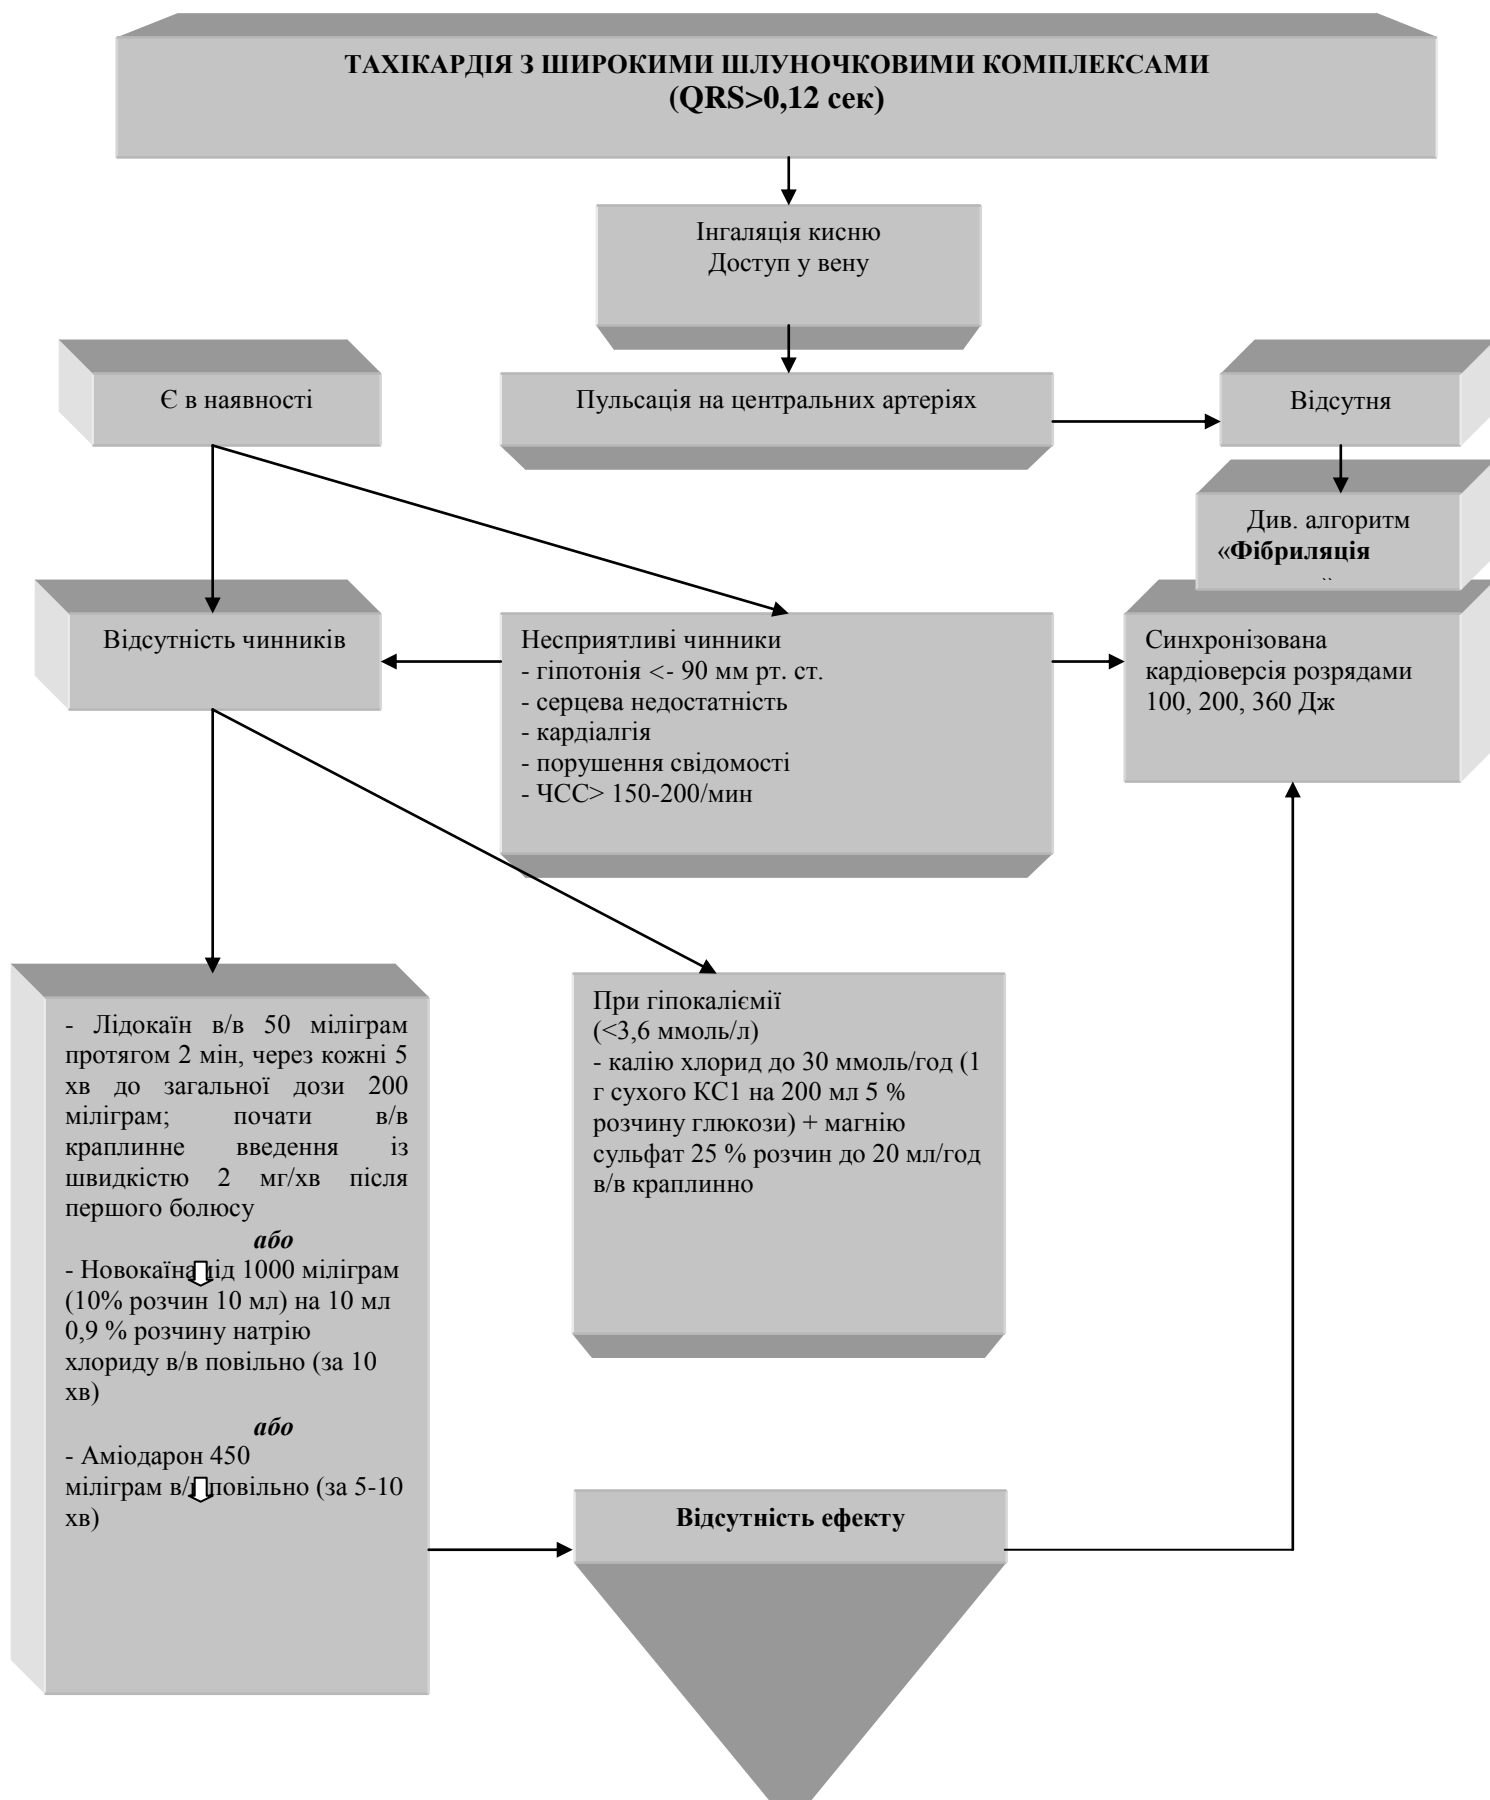 ТАХІКАРДІЯ З ШИРОКИМИ ШЛУНОЧКОВИМИ КОМПЛЕКСАМИ
(QRS>0,12 сек)
Інгаляція кисню
Доступ у вену
Є в наявності
Пульсація на центральних артеріях
Відсутня
Див. алгоритм
«Фібриляція
Відсутність чинників
Несприятливі чинники
- гіпотонія <- 90 мм рт. ст.
- серцева недостатність
- кардіалгія
- порушення свідомості
- ЧСС> 150-200/мин
Синхронізована
кардіоверсія розрядами
100, 200, 360 Дж
- Лідокаїн в/в 50 міліграм
протягом 2 мін, через кожні 5
хв до загальної дози 200
міліграм; почати в/в
краплинне введення із
швидкістю 2 мг/хв після
першого болюсу
або
- Новокаїнамід 1000 міліграм
(10% розчин 10 мл) на 10 мл
0,9 % розчину натрію
хлориду в/в повільно (за 10
хв)
або
- Аміодарон 450
міліграм в/в повільно (за 5-10
хв)
При гіпокаліємії
(<3,6 ммоль/л)
- калію хлорид до 30 ммоль/год (1
г сухого КС1 на 200 мл 5 %
розчину глюкози) + магнію
сульфат 25 % розчин до 20 мл/год
в/в краплинно
Відсутність ефекту